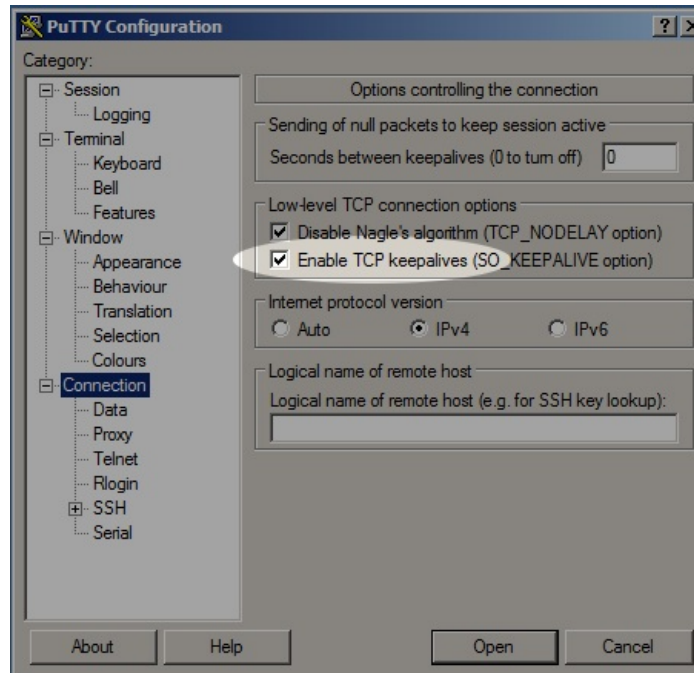 PuTTY Configuration
Category:
Session
Logging
Terminal
Keyboard
Bell
Features
Window
Appearance
Behaviour
Translation
Selection
Colours
Connection
Data
Proxy
Telnet
Rlogin
SSH
Serial
Options controlling the connection
Sending of null packets to keep session active
Seconds between keepalives (0 to turn off) 0
Low-level TCP connection options
Disable Nagle's algorithm (TCP_NODELAY option)
Enable TCP keepalives (SO_KEEPALIVE option)
Internet protocol version
Auto IPv4 IPv6
Logical name of remote host
Logical name of remote host (e.g. for SSH key lookup):
About Help Open Cancel